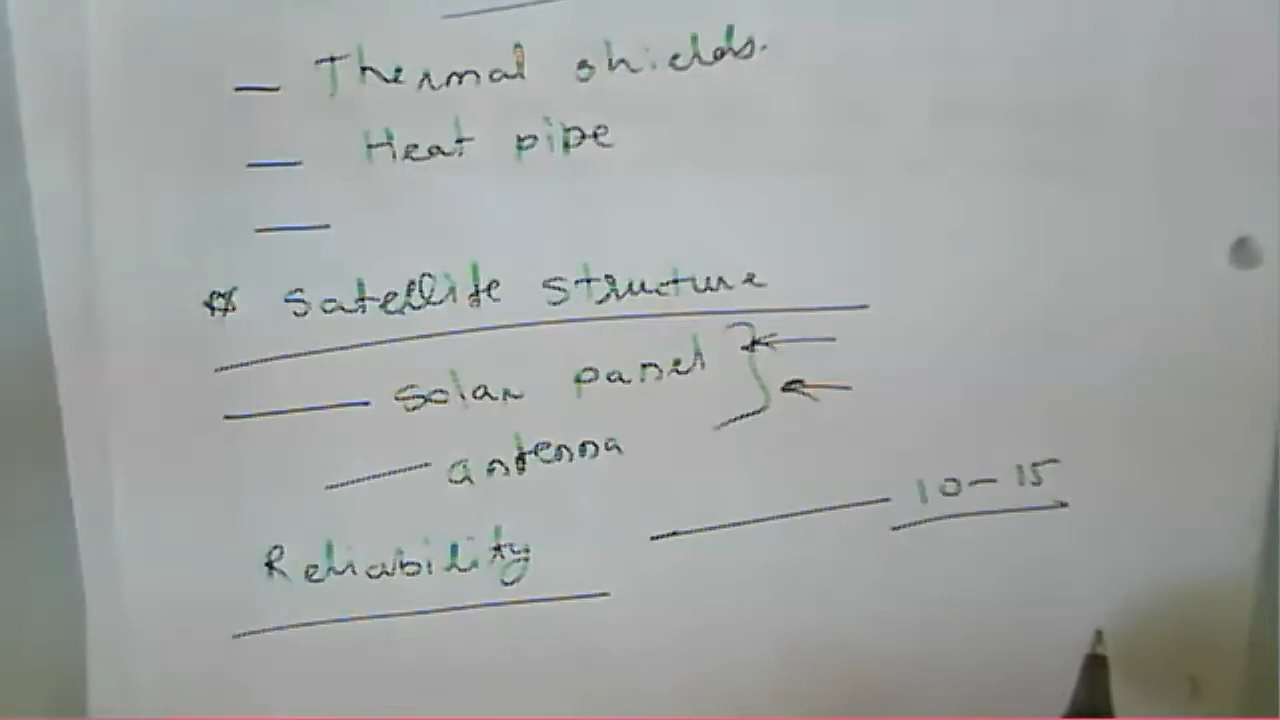 — Thermal shields.
— Heat pipe
—
* Satellite structure
— solar panel
— antenna
Reliability — 10-15